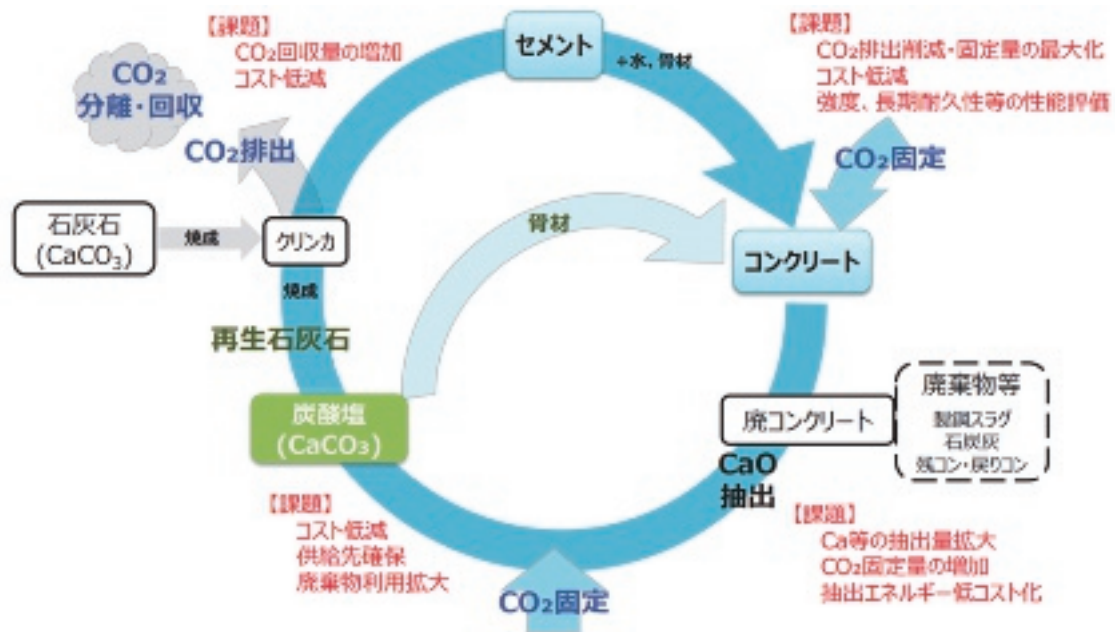 【課題】
CO₂回収量の増加
コスト低減
セメント
+水、骨材
【課題】
CO₂排出削減・固定量の最大化
コスト低減
強度、長期耐久性等の性能評価
CO₂
分離・回収
CO₂排出
CO₂固定
石灰石
(CaCO₃)
焼成
クリンカ
骨材
コンクリート
焼成
再生石灰石
炭酸塩
(CaCO₃)
廃コンクリート
廃棄物等
製鋼スラグ
石炭灰
残コン・戻りコン
CaO
抽出
【課題】
コスト低減
供給先確保
廃棄物利用拡大
【課題】
Ca等の抽出量拡大
CO₂固定量の増加
抽出エネルギー低コスト化
CO₂固定